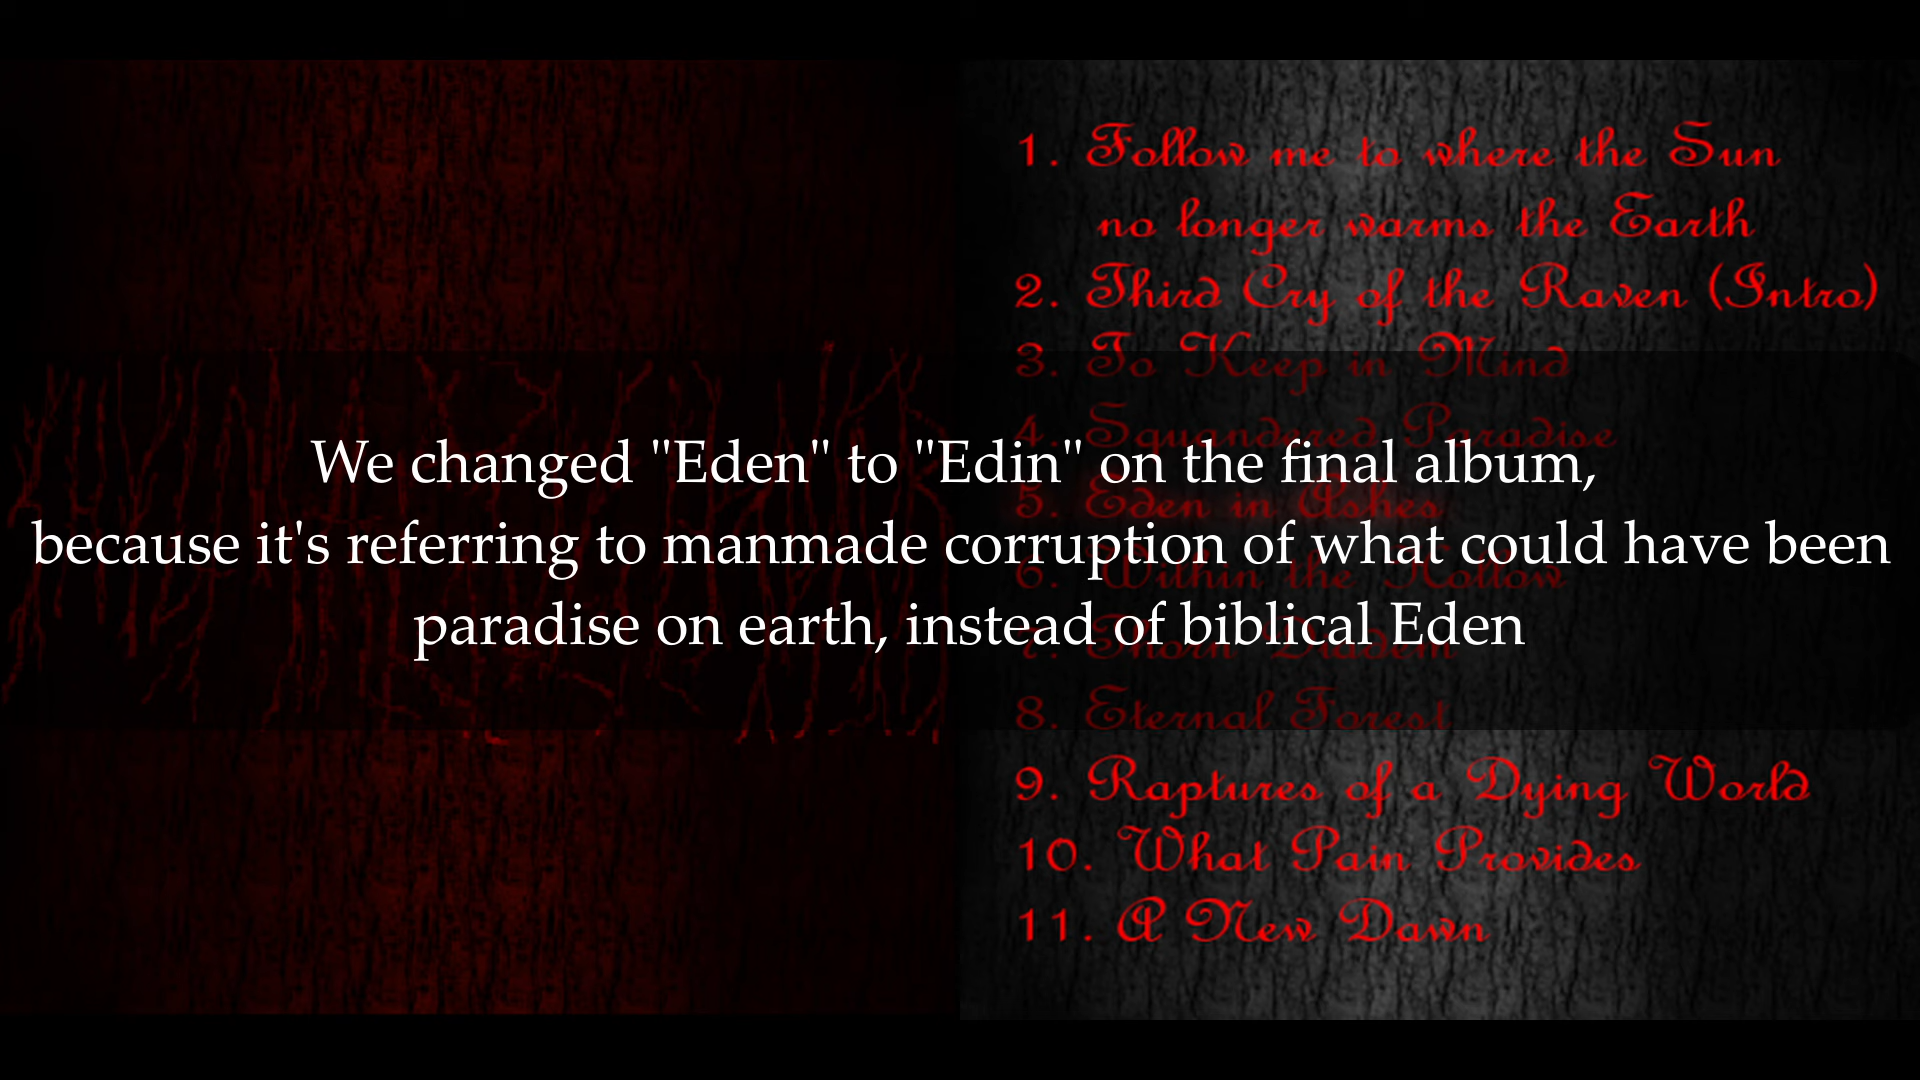 1. Follow me to where the Sun
no longer warms the Earth
2. Third Cry of the Raven (Intro)
3. To Keep in Mind
4. Squandered Paradise
We changed "Eden" to "Edin" on the final album,
5. Eden in Ashes
because it's referring to manmade corruption of what could have been
6. Within the Hollow
paradise on earth, instead of biblical Eden
7. Thorn Diadem
8. Eternal Forest
9. Raptures of a Dying World
10. What Pain Provides
11. A New Dawn